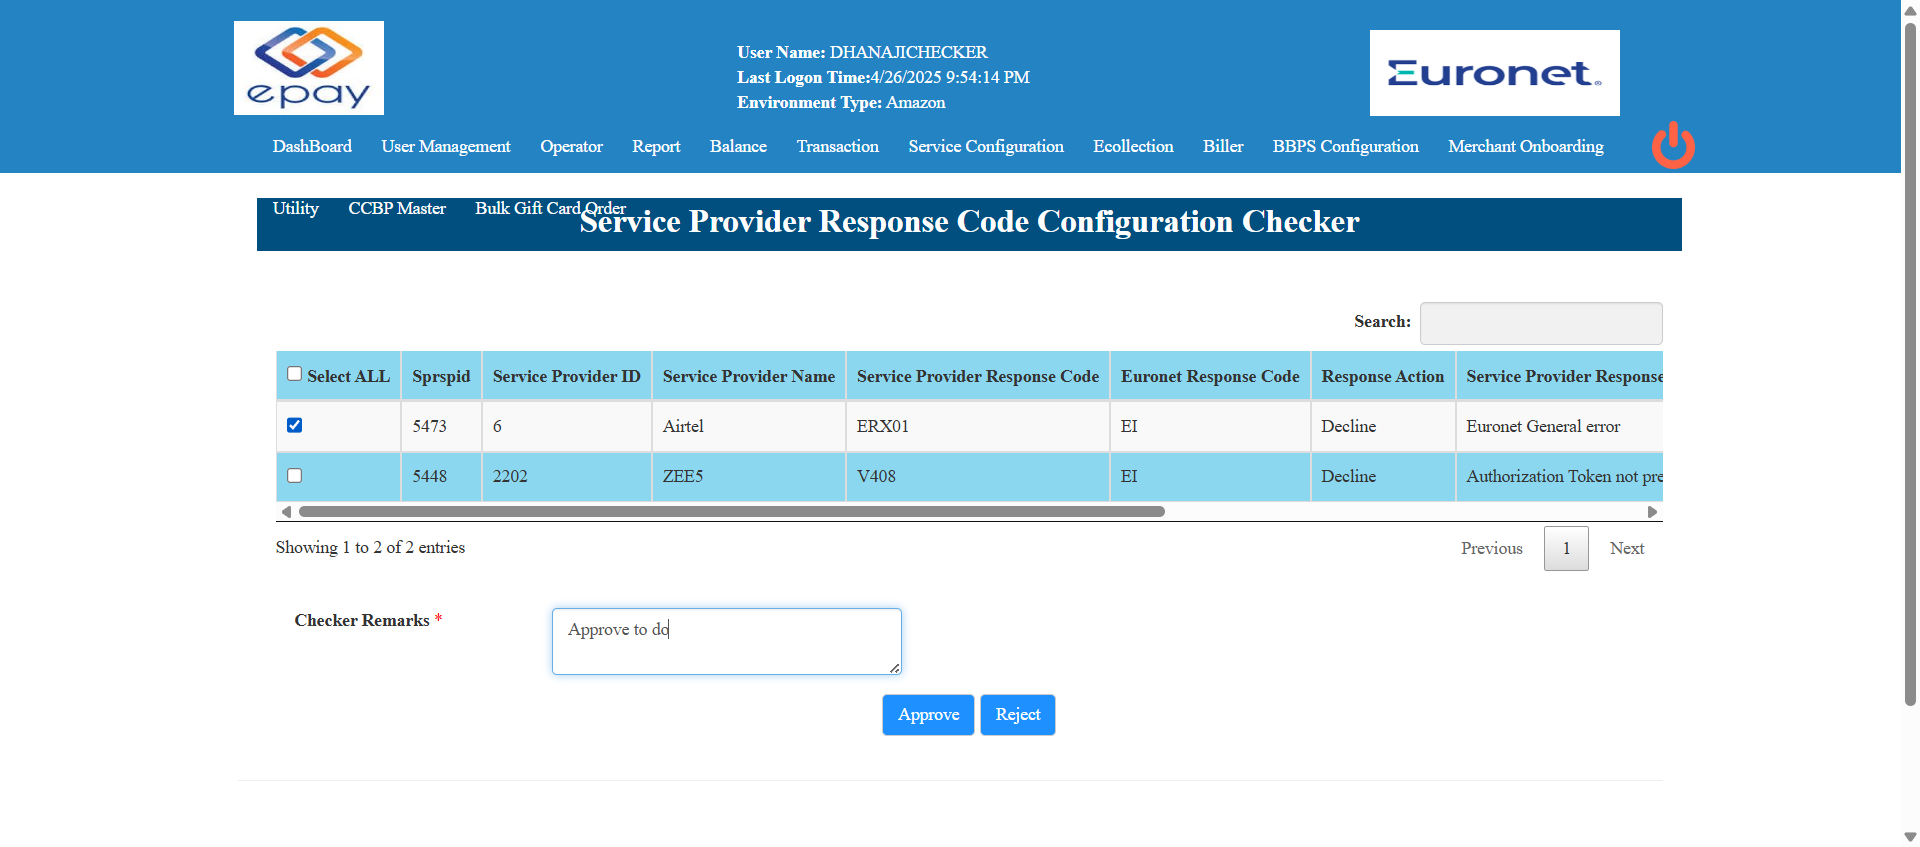 epay
User Name: DHANAJICHECKER
Last Logon Time:4/26/2025 9:54:14 PM
Environment Type: Amazon
Euronet
DashBoard User Management Operator Report Balance Transaction Service Configuration Ecollection Biller BBPS Configuration Merchant Onboarding
Utility CCBP Master Bulk Gift Card Order
Service Provider Response Code Configuration Checker
Search:
Select ALL Sprspid Service Provider ID Service Provider Name Service Provider Response Code Euronet Response Code Response Action Service Provider Response
5473 6 Airtel ERX01 EI Decline Euronet General error
5448 2202 ZEE5 V408 EI Decline Authorization Token not pre
Showing 1 to 2 of 2 entries
Previous 1 Next
Checker Remarks *
Approve to do
Approve Reject